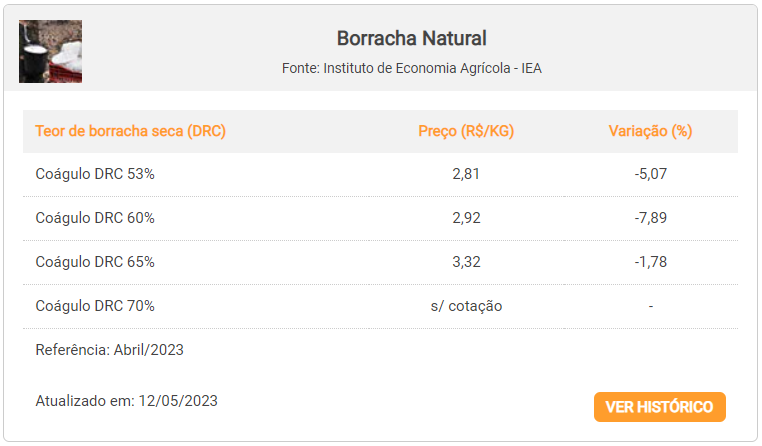 Borracha Natural
Fonte: Instituto de Economia Agrícola - IEA
Teor de borracha seca (DRC) Preço (R$/KG) Variação (%)
Coágulo DRC 53% 2,81 -5,07
Coágulo DRC 60% 2,92 -7,89
Coágulo DRC 65% 3,32 -1,78
Coágulo DRC 70% s/ cotação -
Referência: Abril/2023
Atualizado em: 12/05/2023
VER HISTÓRICO